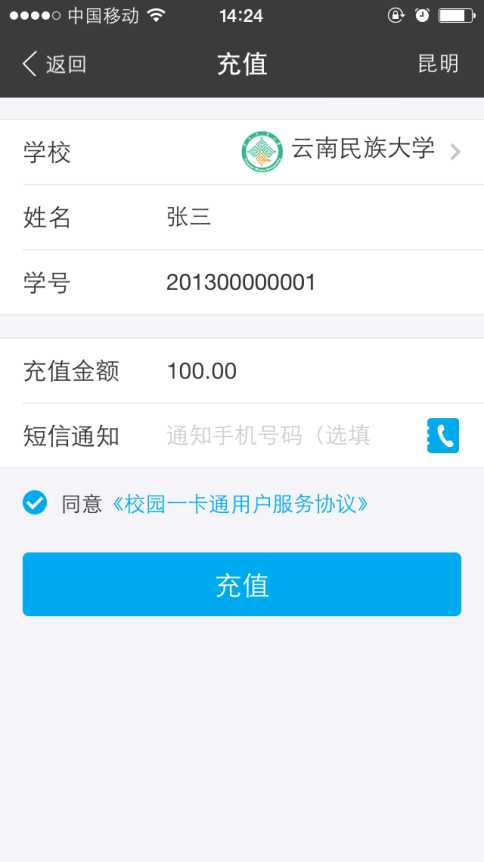 中国移动 14:24
返回 充值 昆明
学校 云南民族大学
姓名 张三
学号 201300000001
充值金额 100.00
短信通知 通知手机号码（选填
同意《校园一卡通用户服务协议》
充值